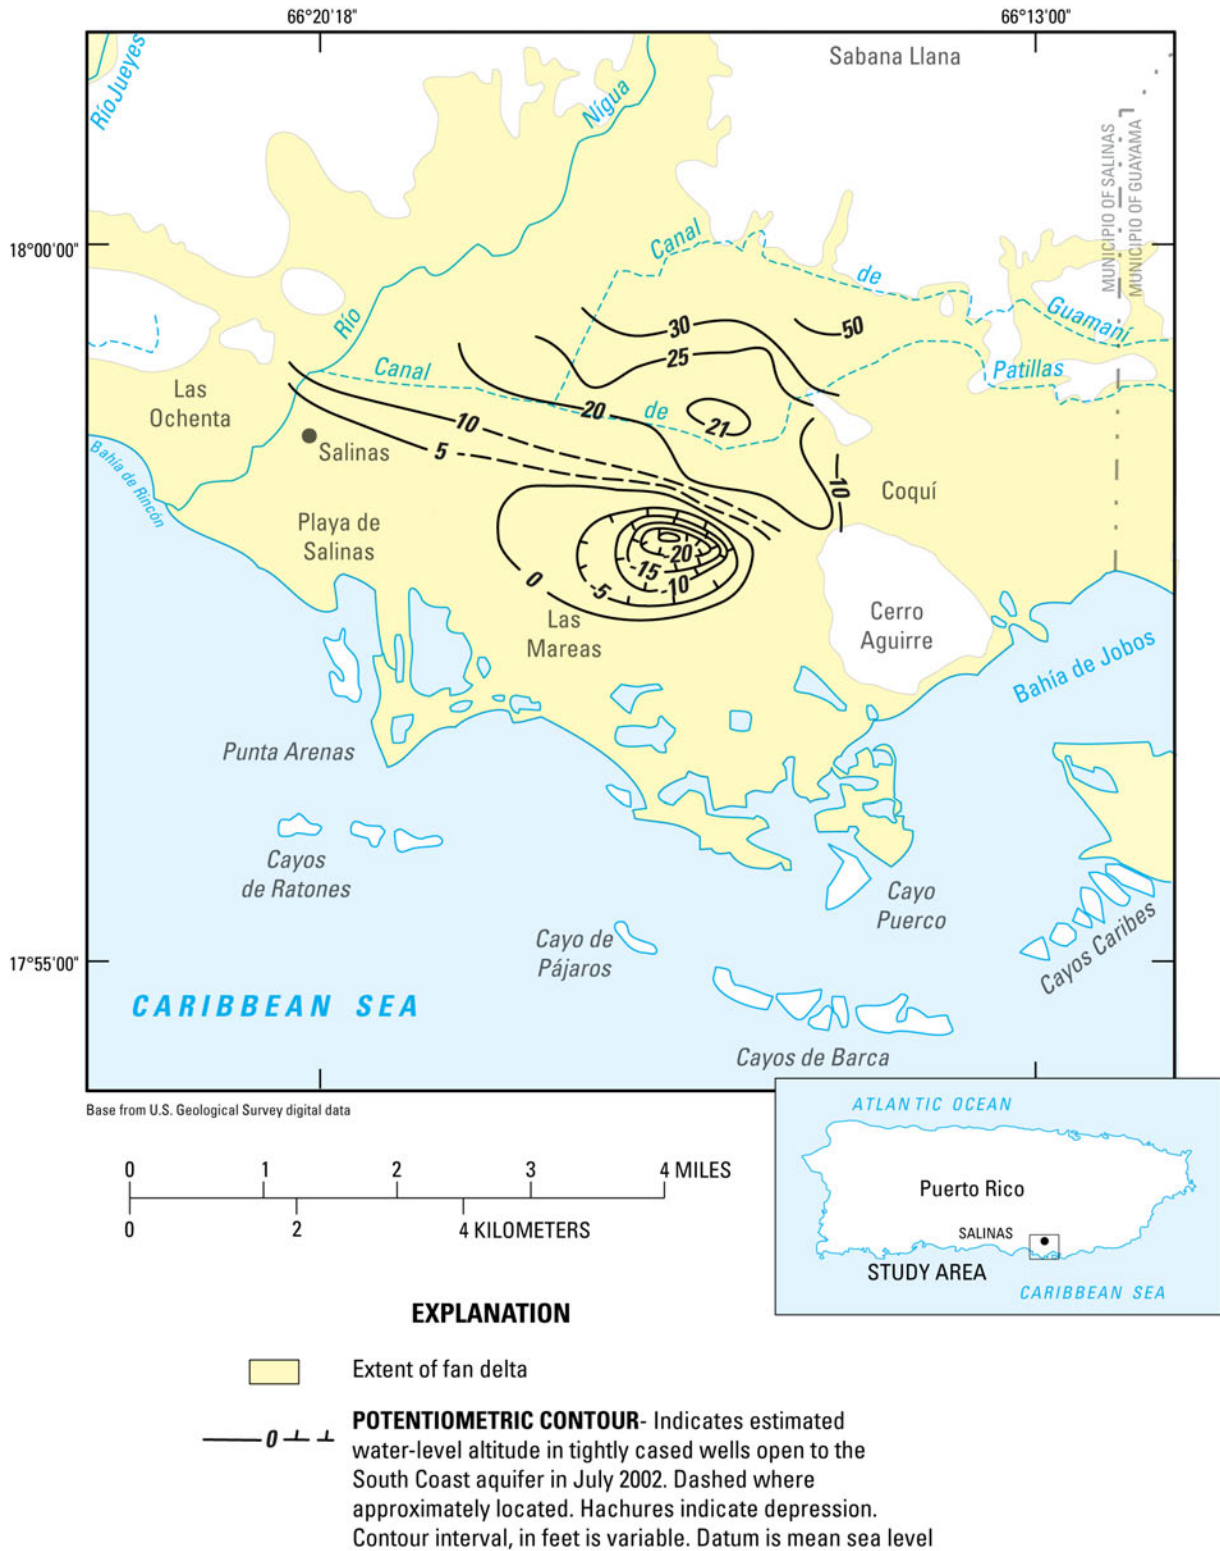 66°20'18"
66°13'00"
Sabana Llana
Río Jueyes
Nígua
MUNICIPIO OF SALINAS
MUNICIPIO OF GUAYAMA
18°00'00"
Canal
de
Guamaní
Río
30
50
25
Canal
Patillas
Las
Ochenta
20
de
21
10
5
Salinas
Bahía de Rincón
10
Coquí
Playa de
Salinas
-20
-15
-10
0
-5
Las
Mareas
Cerro
Aguirre
Bahía de Jobos
Punta Arenas
Cayos
de Ratones
Cayo
Puerco
Cayo de
Pájaros
Cayos Caribes
17°55'00"
CARIBBEAN SEA
Cayos de Barca
Base from U.S. Geological Survey digital data
ATLANTIC OCEAN
0 1 2 3 4 MILES
0 2 4 KILOMETERS
Puerto Rico
SALINAS
STUDY AREA
CARIBBEAN SEA
EXPLANATION
Extent of fan delta
0
POTENTIOMETRIC CONTOUR- Indicates estimated
water-level altitude in tightly cased wells open to the
South Coast aquifer in July 2002. Dashed where
approximately located. Hachures indicate depression.
Contour interval, in feet is variable. Datum is mean sea level